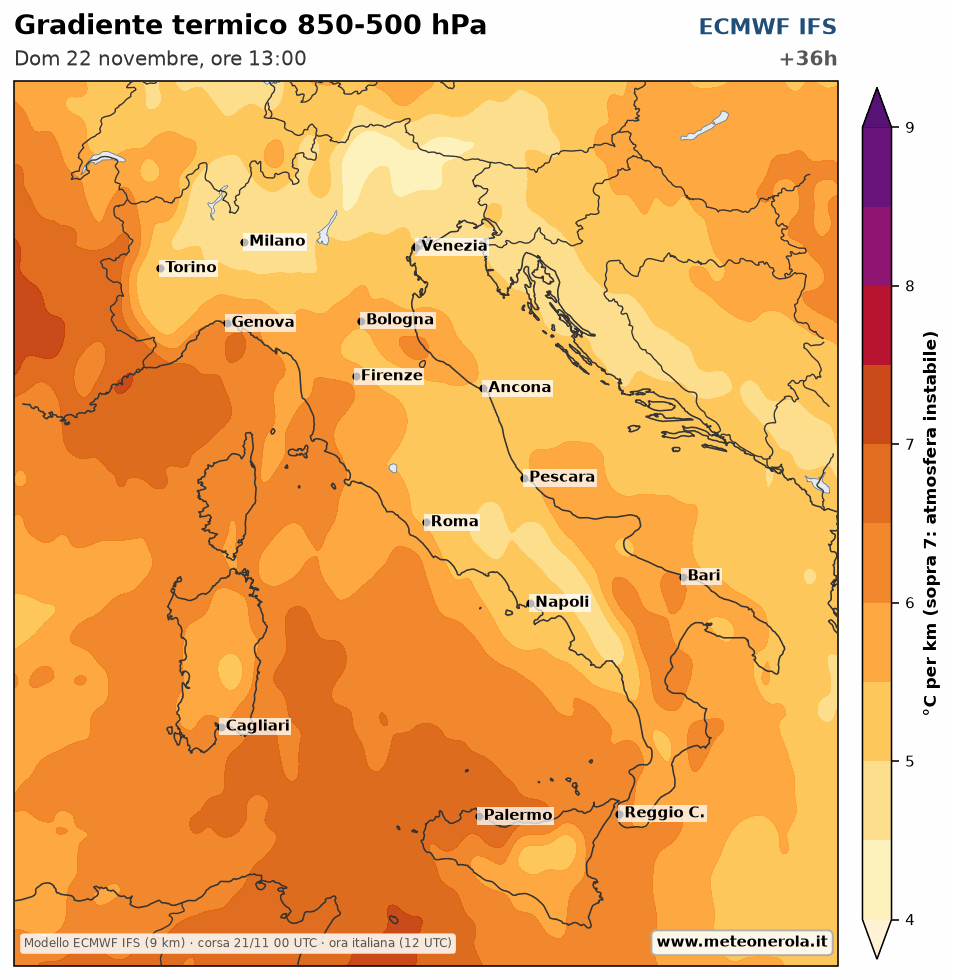 Gradiente termico 850-500 hPa
ECMWF IFS
Dom 22 novembre, ore 13:00
+36h
Milano
Venezia
Torino
Genova
Bologna
Firenze
Ancona
Pescara
Roma
Bari
Napoli
Cagliari
Palermo
Reggio C.
9
8
7
6
5
4
°C per km (sopra 7: atmosfera instabile)
Modello ECMWF IFS (9 km) · corsa 21/11 00 UTC · ora italiana (12 UTC)
www.meteonerola.it